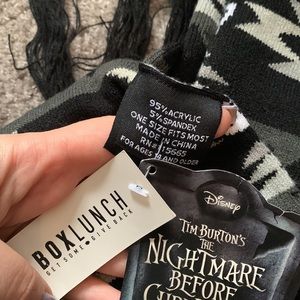 95% ACRYLIC
5% SPANDEX
ONE SIZE FITS MOST
MADE IN CHINA
RN# 115665
FOR AGES 14 AND OLDER
BOXLUNCH
GET SOME. GIVE BACK
Disney
TIM BURTON'S
THE
NIGHTMARE
BEFORE